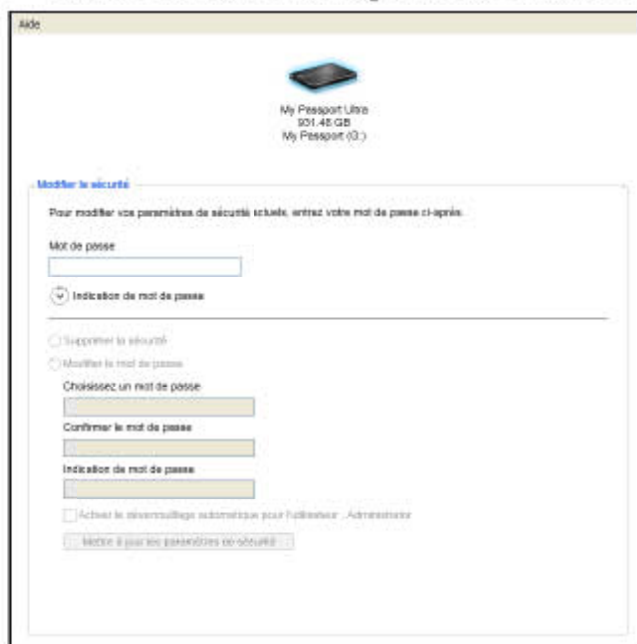 Aide
My Passport Ultra
931.48 GB
My Passport (G:)
Modifier la sécurité
Pour modifier vos paramètres de sécurité actuels, entrez votre mot de passe ci-après.
Mot de passe
Indication de mot de passe
Supprimer la sécurité
Modifier le mot de passe
Choisissez un mot de passe
Confirmer le mot de passe
Indication de mot de passe
Activer le déverrouillage automatique pour l'utilisateur : Administrator
Mettre à jour les paramètres de sécurité